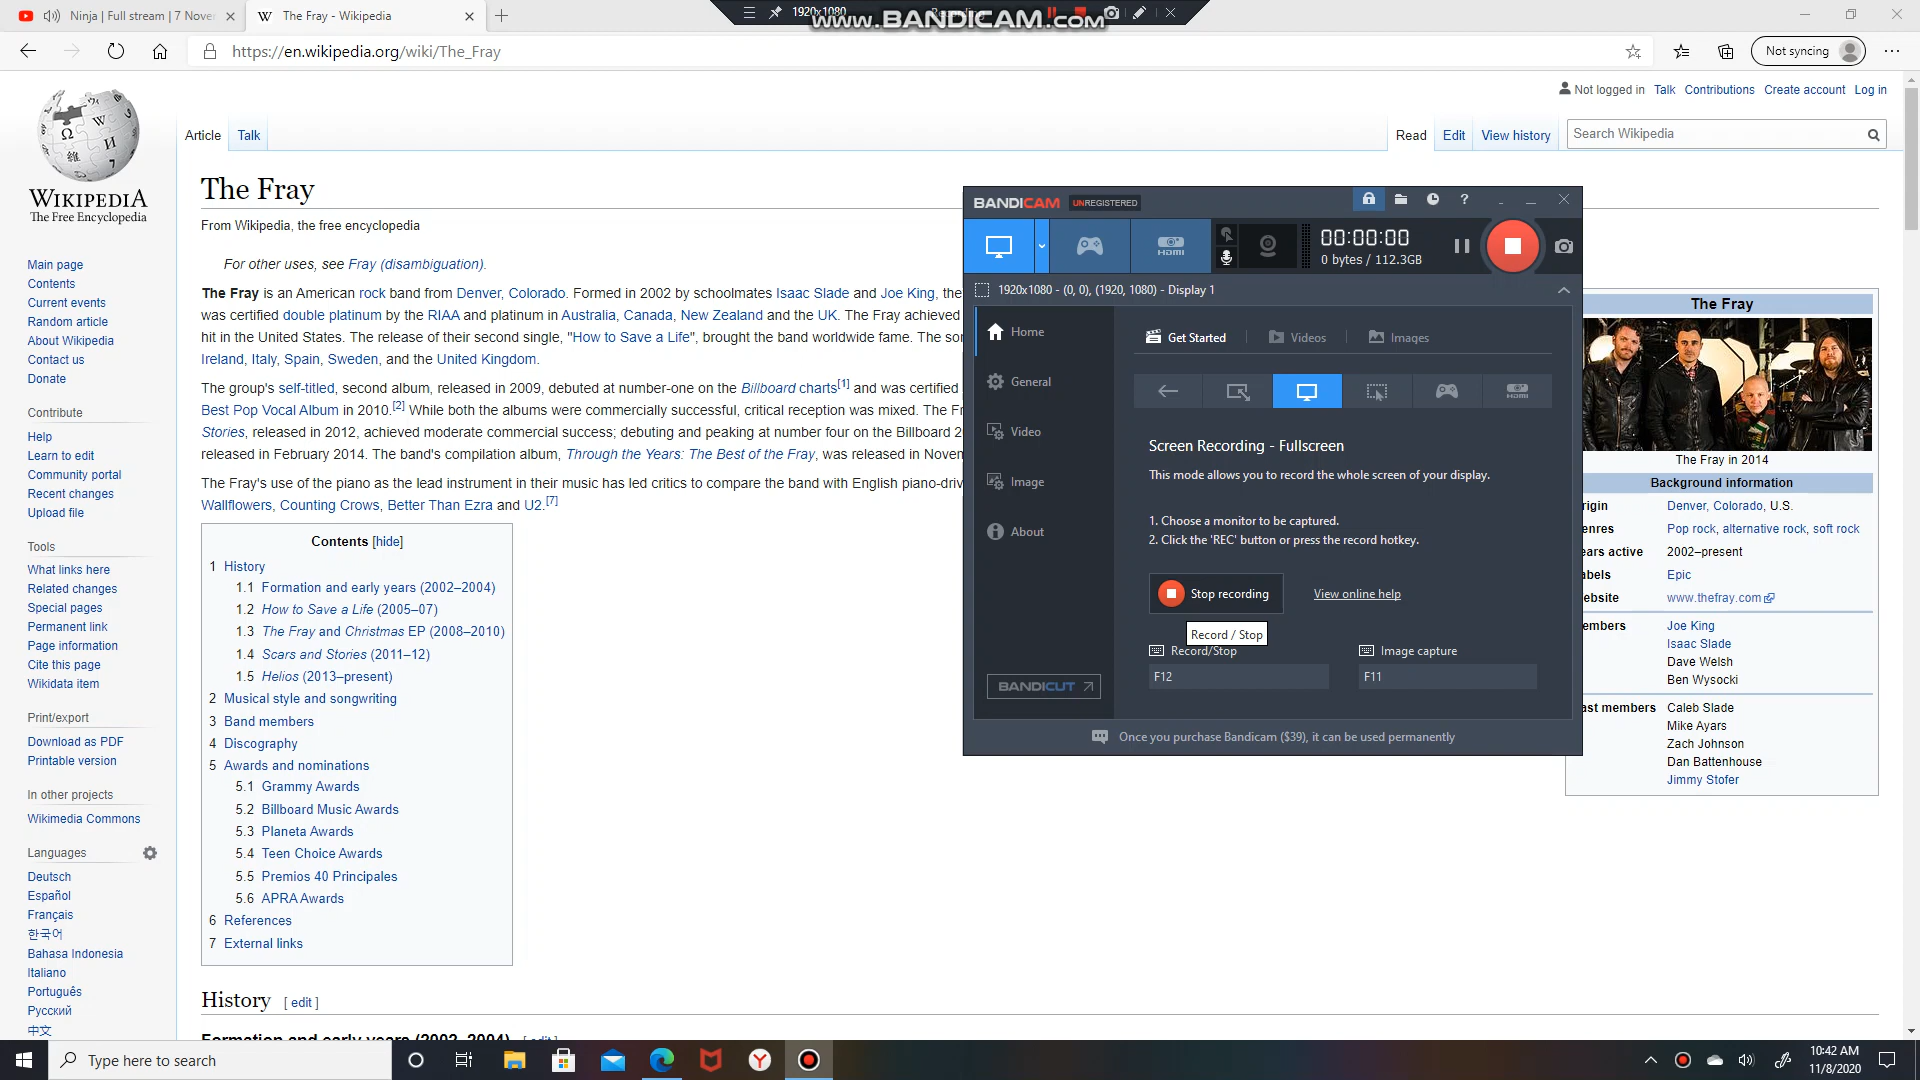 Ninja | Full stream | 7 Nover
The Fray - Wikipedia
1920x1080
www.BANDICAM.com
https://en.wikipedia.org/wiki/The_Fray
Not syncing
WIKIPEDIA
The Free Encyclopedia
Not logged in Talk Contributions Create account Log in
Article Talk
Read Edit View history Search Wikipedia
The Fray
From Wikipedia, the free encyclopedia
For other uses, see Fray (disambiguation).
The Fray is an American rock band from Denver, Colorado. Formed in 2002 by schoolmates Isaac Slade and Joe King, the
was certified double platinum by the RIAA and platinum in Australia, Canada, New Zealand and the UK. The Fray achieved
hit in the United States. The release of their second single, "How to Save a Life", brought the band worldwide fame. The so
Ireland, Italy, Spain, Sweden, and the United Kingdom.
The group's self-titled, second album, released in 2009, debuted at number-one on the Billboard charts[1] and was certified
Best Pop Vocal Album in 2010.[2] While both the albums were commercially successful, critical reception was mixed. The Fr
Stories, released in 2012, achieved moderate commercial success; debuting and peaking at number four on the Billboard 2
released in February 2014. The band's compilation album, Through the Years: The Best of the Fray, was released in Novem
The Fray's use of the piano as the lead instrument in their music has led critics to compare the band with English piano-driv
Wallflowers, Counting Crows, Better Than Ezra and U2.[7]
Contents [hide]
1 History
1.1 Formation and early years (2002–2004)
1.2 How to Save a Life (2005–07)
1.3 The Fray and Christmas EP (2008–2010)
1.4 Scars and Stories (2011–12)
1.5 Helios (2013–present)
2 Musical style and songwriting
3 Band members
4 Discography
5 Awards and nominations
5.1 Grammy Awards
5.2 Billboard Music Awards
5.3 Planeta Awards
5.4 Teen Choice Awards
5.5 Premios 40 Principales
5.6 APRA Awards
6 References
7 External links
History [ edit ]
Formation and early years (2002–2004) [ edit ]
Main page
Contents
Current events
Random article
About Wikipedia
Contact us
Donate
Contribute
Help
Learn to edit
Community portal
Recent changes
Upload file
Tools
What links here
Related changes
Special pages
Permanent link
Page information
Cite this page
Wikidata item
Print/export
Download as PDF
Printable version
In other projects
Wikimedia Commons
Languages
Deutsch
Español
Français
한국어
Bahasa Indonesia
Italiano
Português
Русский
中文
BANDICAM UNREGISTERED
HDMI
00:00:00
0 bytes / 112.3GB
1920x1080 - (0, 0), (1920, 1080) - Display 1
Home
General
Video
Image
About
BANDICUT
Get Started Videos Images
HDMI
Screen Recording - Fullscreen
This mode allows you to record the whole screen of your display.
1. Choose a monitor to be captured.
2. Click the 'REC' button or press the record hotkey.
Stop recording View online help
Record / Stop
Record/Stop Image capture
F12 F11
Once you purchase Bandicam ($39), it can be used permanently
The Fray
The Fray in 2014
Background information
rigin Denver, Colorado, U.S.
enres Pop rock, alternative rock, soft rock
ears active 2002–present
abels Epic
ebsite www.thefray.com
embers Joe King
Isaac Slade
Dave Welsh
Ben Wysocki
ast members Caleb Slade
Mike Ayars
Zach Johnson
Dan Battenhouse
Jimmy Stofer
Type here to search
10:42 AM
11/8/2020